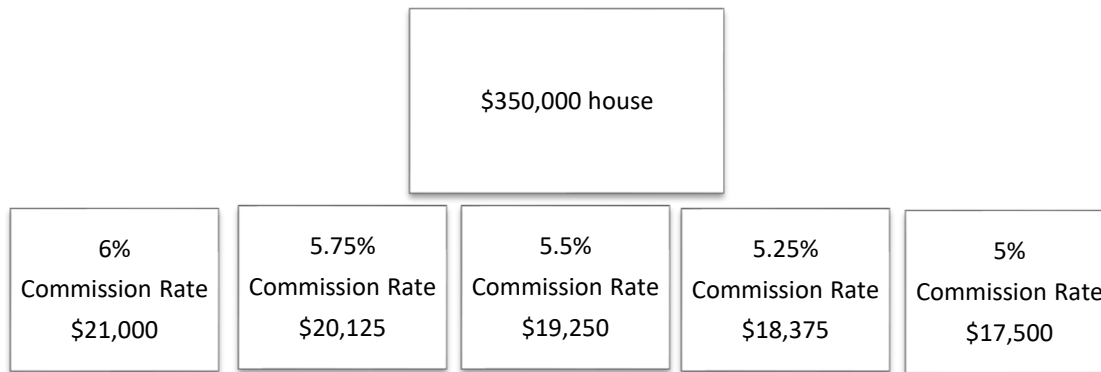 $350,000 house
6%
Commission Rate
$21,000
5.75%
Commission Rate
$20,125
5.5%
Commission Rate
$19,250
5.25%
Commission Rate
$18,375
5%
Commission Rate
$17,500